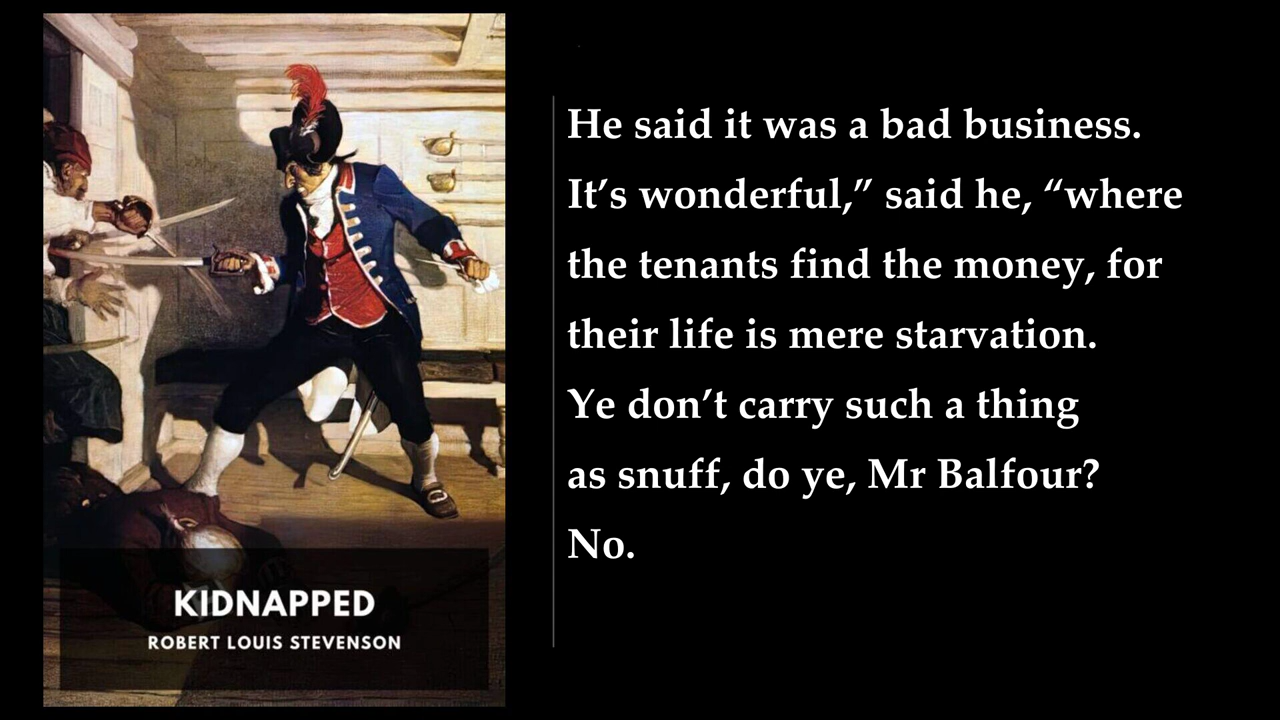 KIDNAPPED
ROBERT LOUIS STEVENSON
He said it was a bad business.
It’s wonderful,” said he, “where
the tenants find the money, for
their life is mere starvation.
Ye don’t carry such a thing
as snuff, do ye, Mr Balfour?
No.